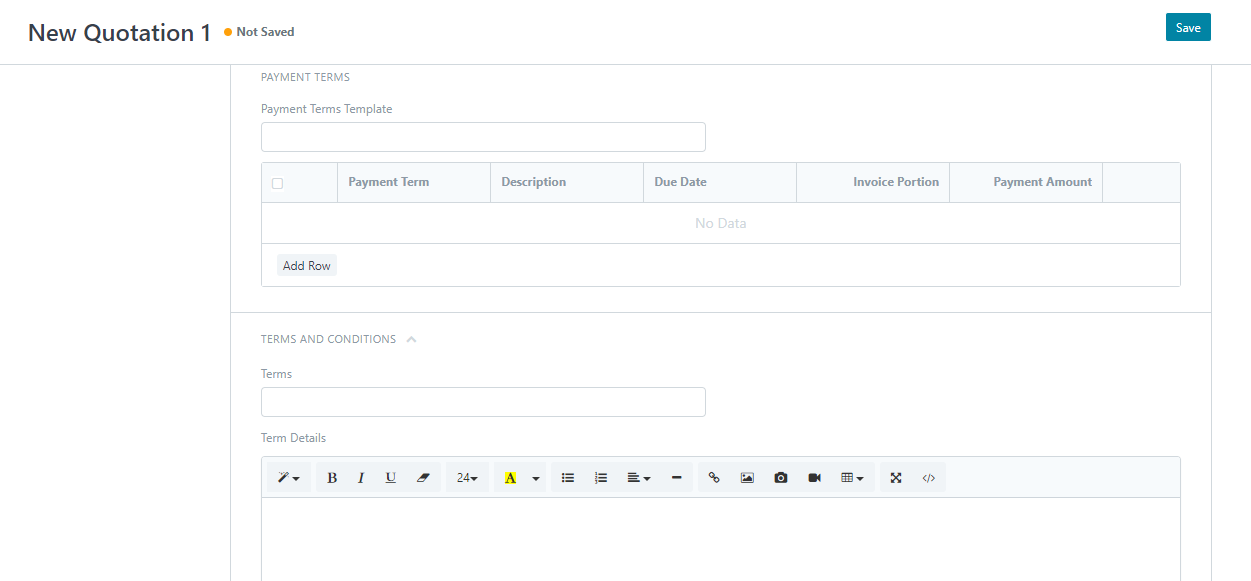 New Quotation 1 Not Saved Save
PAYMENT TERMS
Payment Terms Template
Payment Term Description Due Date Invoice Portion Payment Amount
No Data
Add Row
TERMS AND CONDITIONS
Terms
Term Details
B I U 24 A </>